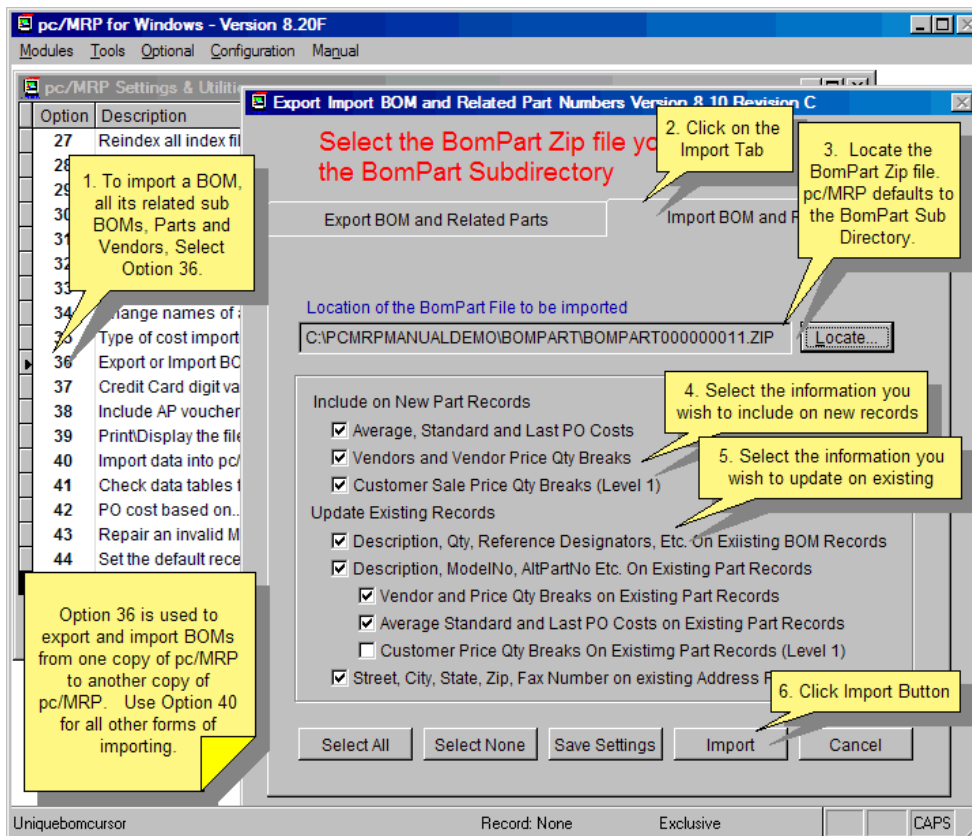 pc/MRP for Windows - Version 8.20F
Modules Tools Optional Configuration Manual
pc/MRP Settings &
Option Description
27 Reindex all index
28
29
30
31
32
33
34 names of
35 Type of cost import
36 Export or Import
37 Credit Card digit
38 Include AP voucher
39 Print\Display the file
40 Import data into
41 Check data tables
42 PO cost based on..
43 Repair an invalid
44 Set the default
1. To import a BOM,
all its related sub
BOMs, Parts and
Vendors, Select
Option 36.
Option 36 is used to
export and import BOMs
from one copy of pc/MRP
to another copy of
pc/MRP. Use Option 40
for all other forms of
importing.
Export Import BOM and Related Part Numbers Version 8.10 Revision C
Select the BomPart Zip file
the BomPart Subdirectory
2. Click on the
Import Tab
3. Locate the
BomPart Zip file.
pc/MRP defaults to
the BomPart Sub
Directory.
Export BOM and Related Parts
Import BOM and
Location of the BomPart File to be imported
C:\PCMRPMANUALDEMO\BOMPART\BOMPART000000011.ZIP
Locate...
Include on New Part Records
Average, Standard and Last PO Costs
Vendors and Vendor Price Qty Breaks
Customer Sale Price Qty Breaks (Level 1)
4. Select the information you
wish to include on new records
5. Select the information you
wish to update on existing
Update Existing Records
Description, Qty, Reference Designators, Etc. On Exiisting BOM Records
Description, ModelNo, AltPartNo Etc. On Existing Part Records
Vendor and Price Qty Breaks on Existing Part Records
Average Standard and Last PO Costs on Existing Part Records
Customer Price Qty Breaks On Existimg Part Records (Level 1)
Street, City, State, Zip, Fax Number on existing Address
6. Click Import Button
Select All Select None Save Settings Import Cancel
Uniquebomcursor Record: None Exclusive CAPS